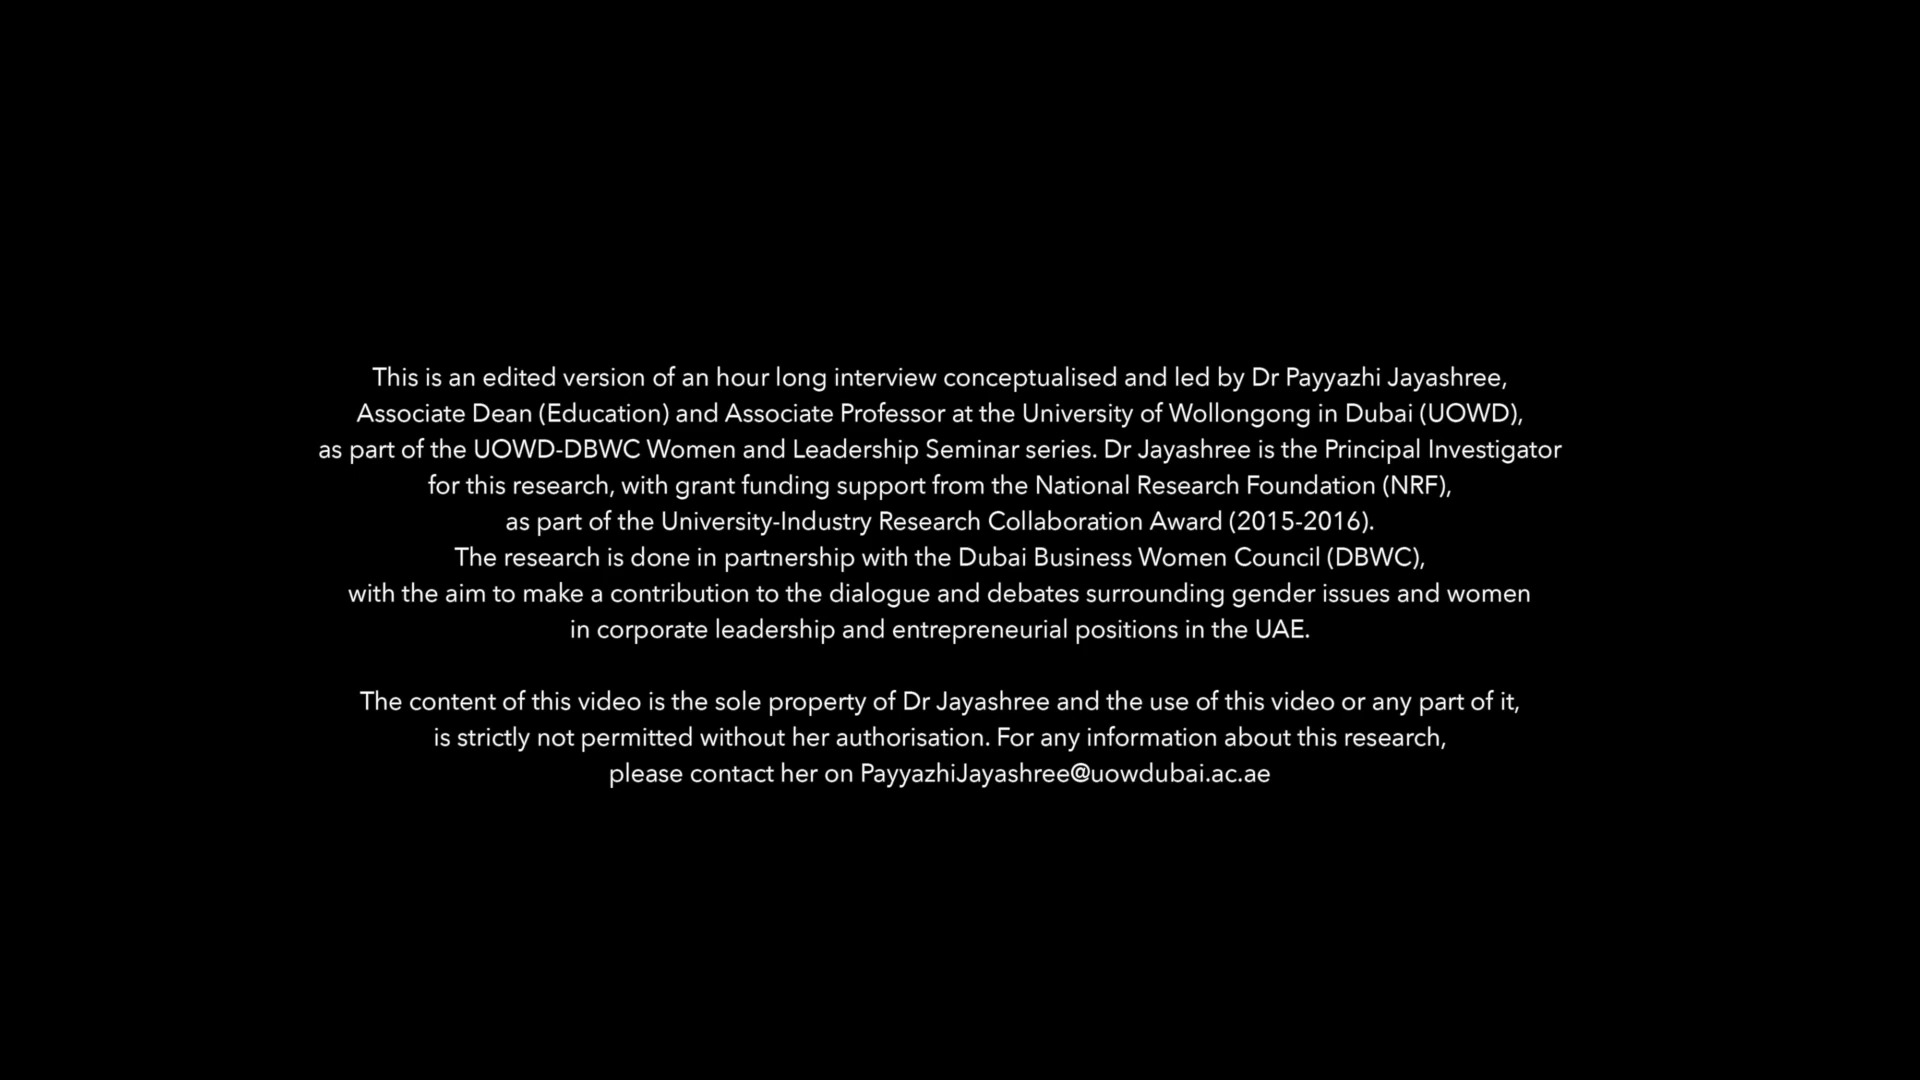 This is an edited version of an hour long interview conceptualised and led by Dr Payyazhi Jayashree,
Associate Dean (Education) and Associate Professor at the University of Wollongong in Dubai (UOWD),
as part of the UOWD-DBWC Women and Leadership Seminar series. Dr Jayashree is the Principal Investigator
for this research, with grant funding support from the National Research Foundation (NRF),
as part of the University-Industry Research Collaboration Award (2015-2016).
The research is done in partnership with the Dubai Business Women Council (DBWC),
with the aim to make a contribution to the dialogue and debates surrounding gender issues and women
in corporate leadership and entrepreneurial positions in the UAE.
The content of this video is the sole property of Dr Jayashree and the use of this video or any part of it,
is strictly not permitted without her authorisation. For any information about this research,
please contact her on PayyazhiJayashree@uowdubai.ac.ae